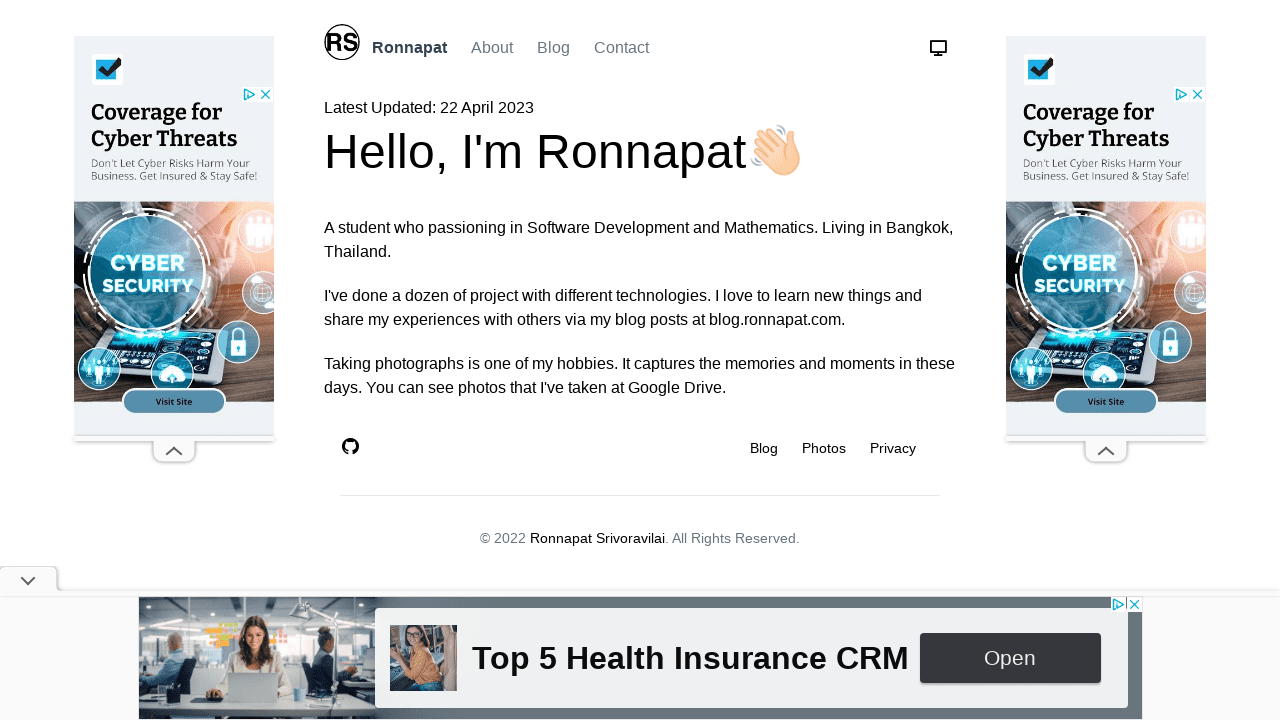 RS
Ronnapat About Blog Contact
Latest Updated: 22 April 2023
Hello, I'm Ronnapat👋🏻
A student who passioning in Software Development and Mathematics. Living in Bangkok,
Thailand.
I've done a dozen of project with different technologies. I love to learn new things and
share my experiences with others via my blog posts at blog.ronnapat.com.
Taking photographs is one of my hobbies. It captures the memories and moments in these
days. You can see photos that I've taken at Google Drive.
Blog Photos Privacy
© 2022 Ronnapat Srivoravilai. All Rights Reserved.
Coverage for
Cyber Threats
Don't Let Cyber Risks Harm Your
Business. Get Insured & Stay Safe!
CYBER
SECURITY
Visit Site
Coverage for
Cyber Threats
Don't Let Cyber Risks Harm Your
Business. Get Insured & Stay Safe!
CYBER
SECURITY
Visit Site
Top 5 Health Insurance CRM
Open